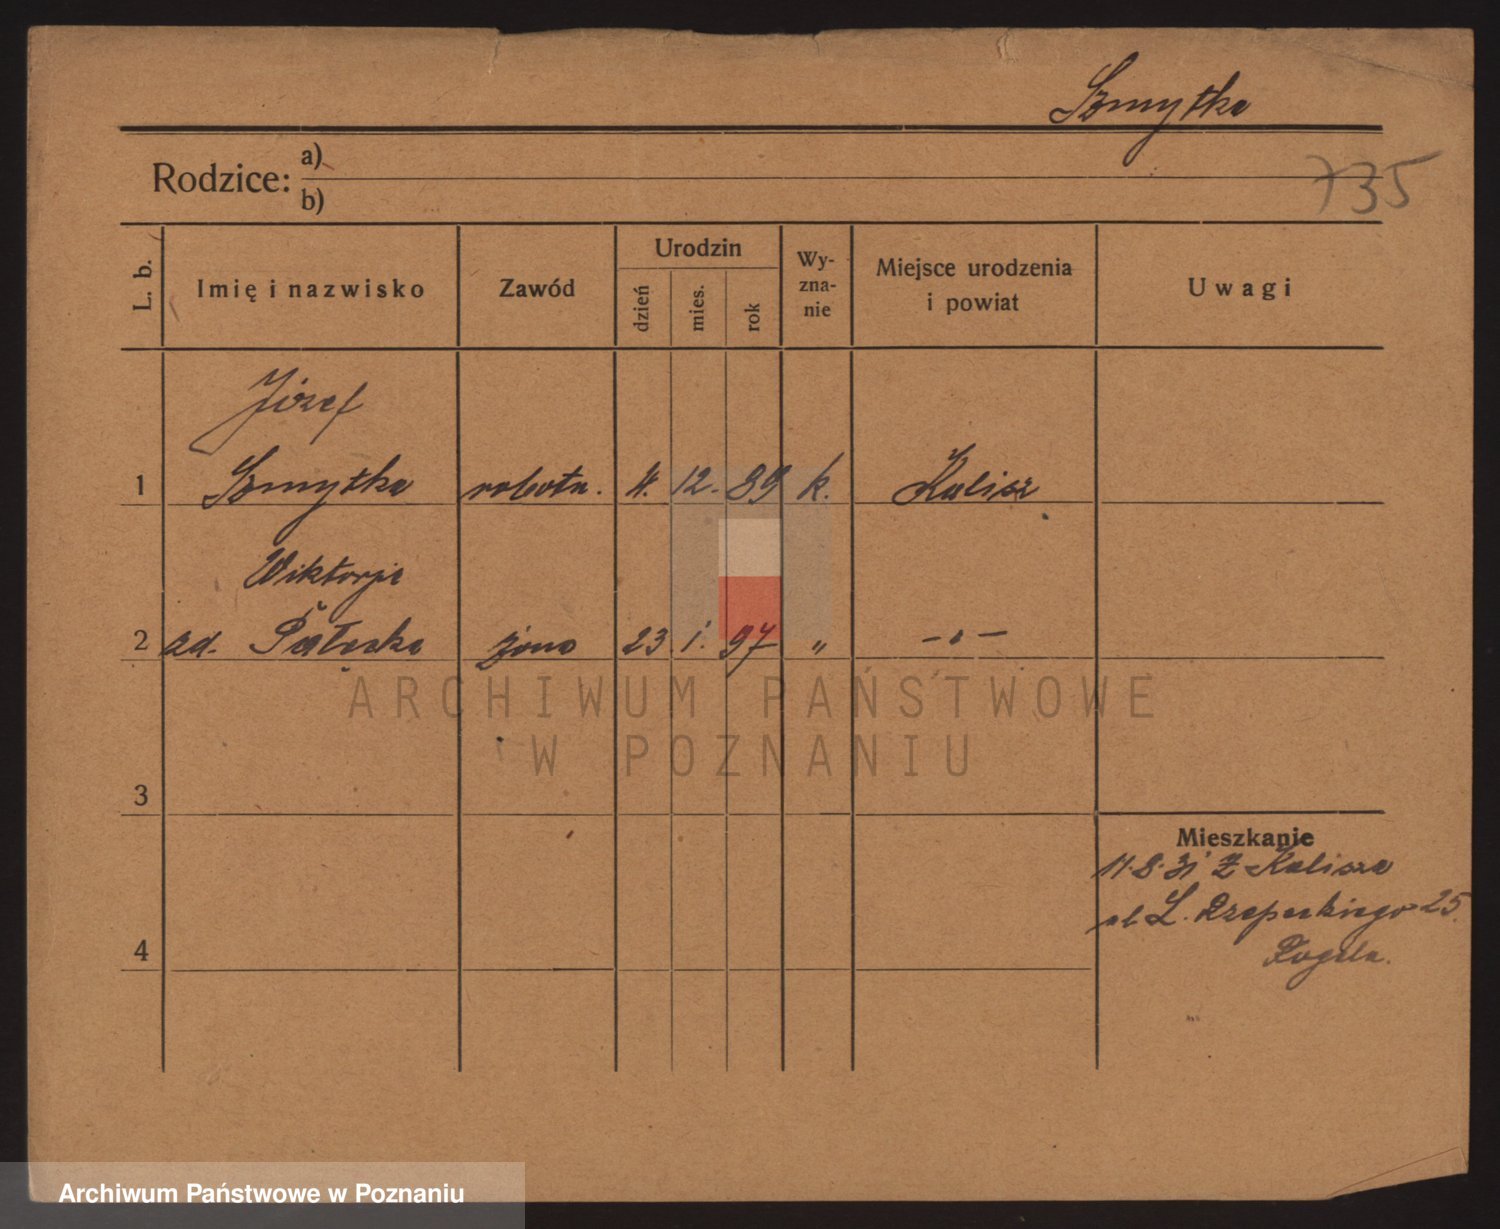 Szmytka
Rodzice:
a)
b)
735
L. b.
Imię i nazwisko
Zawód
Urodzin
dzień
mies.
rok
Wy-
zna-
nie
Miejsce urodzenia
i powiat
Uwagi
Józef
1 Szmytka robotn. 4. 12. 89 k. Kalisz
Wiktorja
2 zd. żona 23 1. 97 " - " -
3
Mieszkanie
11.8.31 Z Kalisza
ul L. Rzepeckiego 25.
4
ARCHIWUM PAŃSTWOWE
W POZNANIU
Archiwum Państwowe w Poznaniu